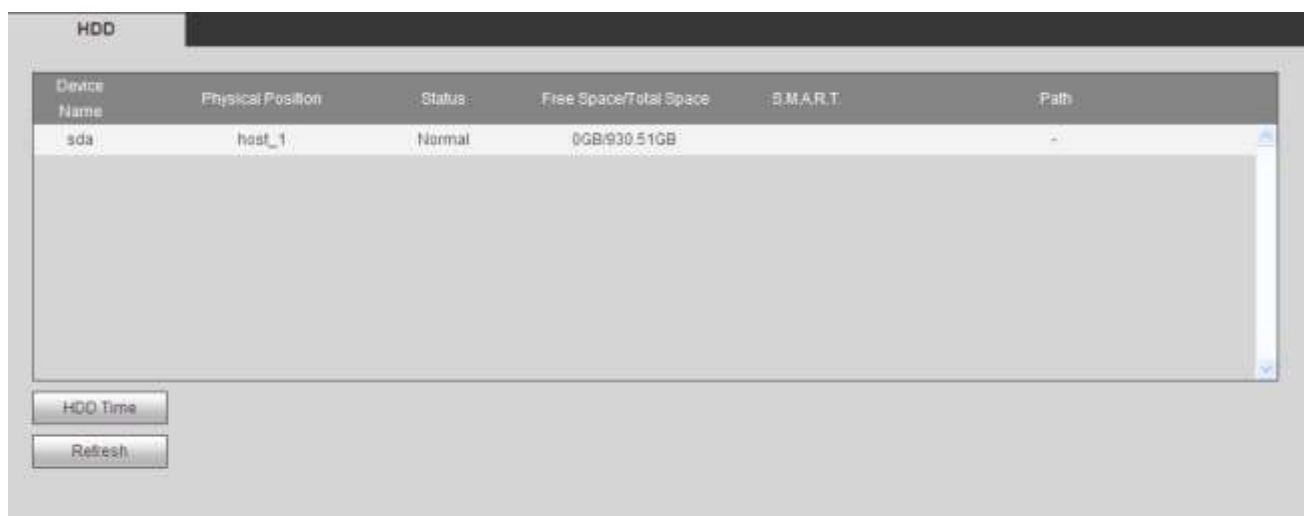 HDD
Device Name Physical Position Status Free Space/Total Space S.M.A.R.T. Path
sda host_1 Normal 0GB/930.51GB -
HDD Time
Refresh